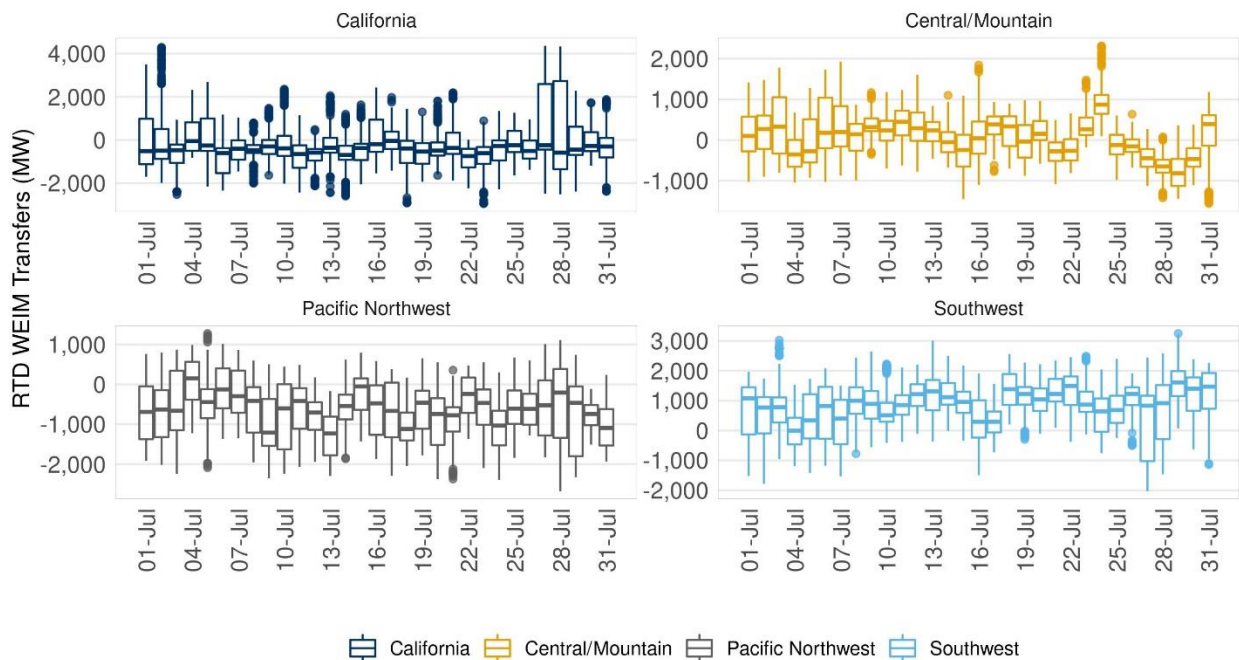 California
Central/Mountain
RTD WEIM Transfers (MW)
4,000
2,000
0
-2,000
2,000
1,000
0
-1,000
01-Jul
04-Jul
07-Jul
10-Jul
13-Jul
16-Jul
19-Jul
22-Jul
25-Jul
28-Jul
31-Jul
01-Jul
04-Jul
07-Jul
10-Jul
13-Jul
16-Jul
19-Jul
22-Jul
25-Jul
28-Jul
31-Jul
Pacific Northwest
Southwest
1,000
0
-1,000
-2,000
3,000
2,000
1,000
0
-1,000
-2,000
01-Jul
04-Jul
07-Jul
10-Jul
13-Jul
16-Jul
19-Jul
22-Jul
25-Jul
28-Jul
31-Jul
01-Jul
04-Jul
07-Jul
10-Jul
13-Jul
16-Jul
19-Jul
22-Jul
25-Jul
28-Jul
31-Jul
California Central/Mountain Pacific Northwest Southwest